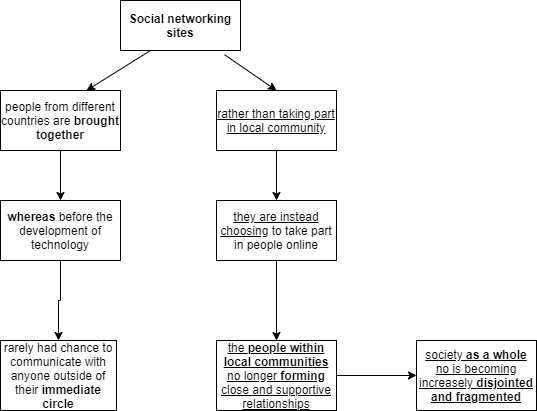 Social networking
sites
people from different
countries are brought
together
rather than taking part
in local community
whereas before the
development of
technology
they are instead
choosing to take part
in people online
rarely had chance to
communicate with
anyone outside of
their immediate
circle
the people within
local communities
no longer forming
close and supportive
relationships
society as a whole
no is becoming
increasely disjointed
and fragmented